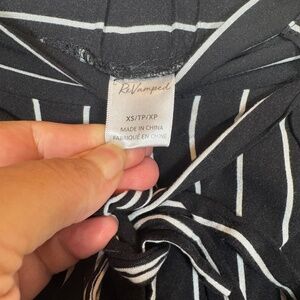 ReVamped
XS/TP/XP
MADE IN CHINA
FABRIQUÉ EN CHINE